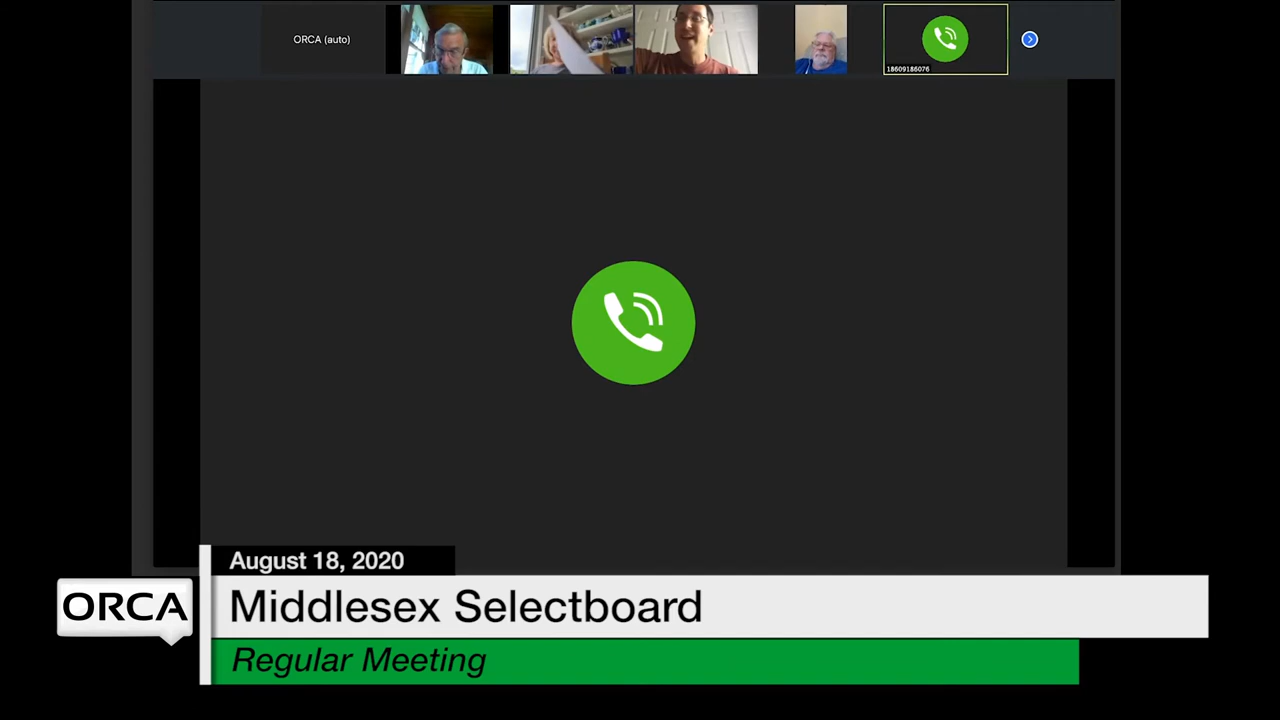 ORCA (auto)
18609186076
August 18, 2020
ORCA
Middlesex Selectboard
Regular Meeting